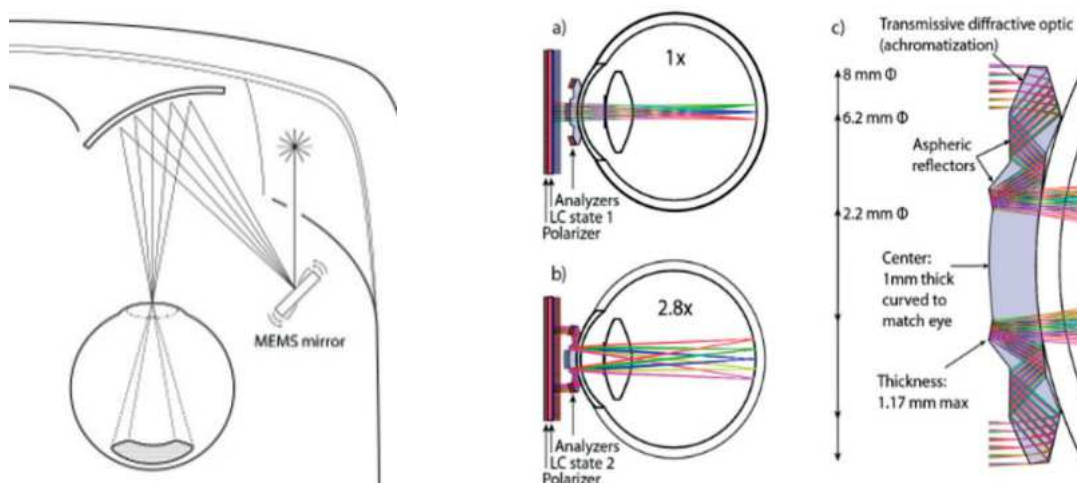 MEMS mirror
a)
1x
Analyzers
LC state 1
Polarizer
b)
2.8x
Analyzers
LC state 2
Polarizer
c)
Transmissive diffractive optic
(achromatization)
8 mm Φ
6.2 mm Φ
Aspheric
reflectors
2.2 mm Φ
Center:
1mm thick
curved to
match eye
Thickness:
1.17 mm max